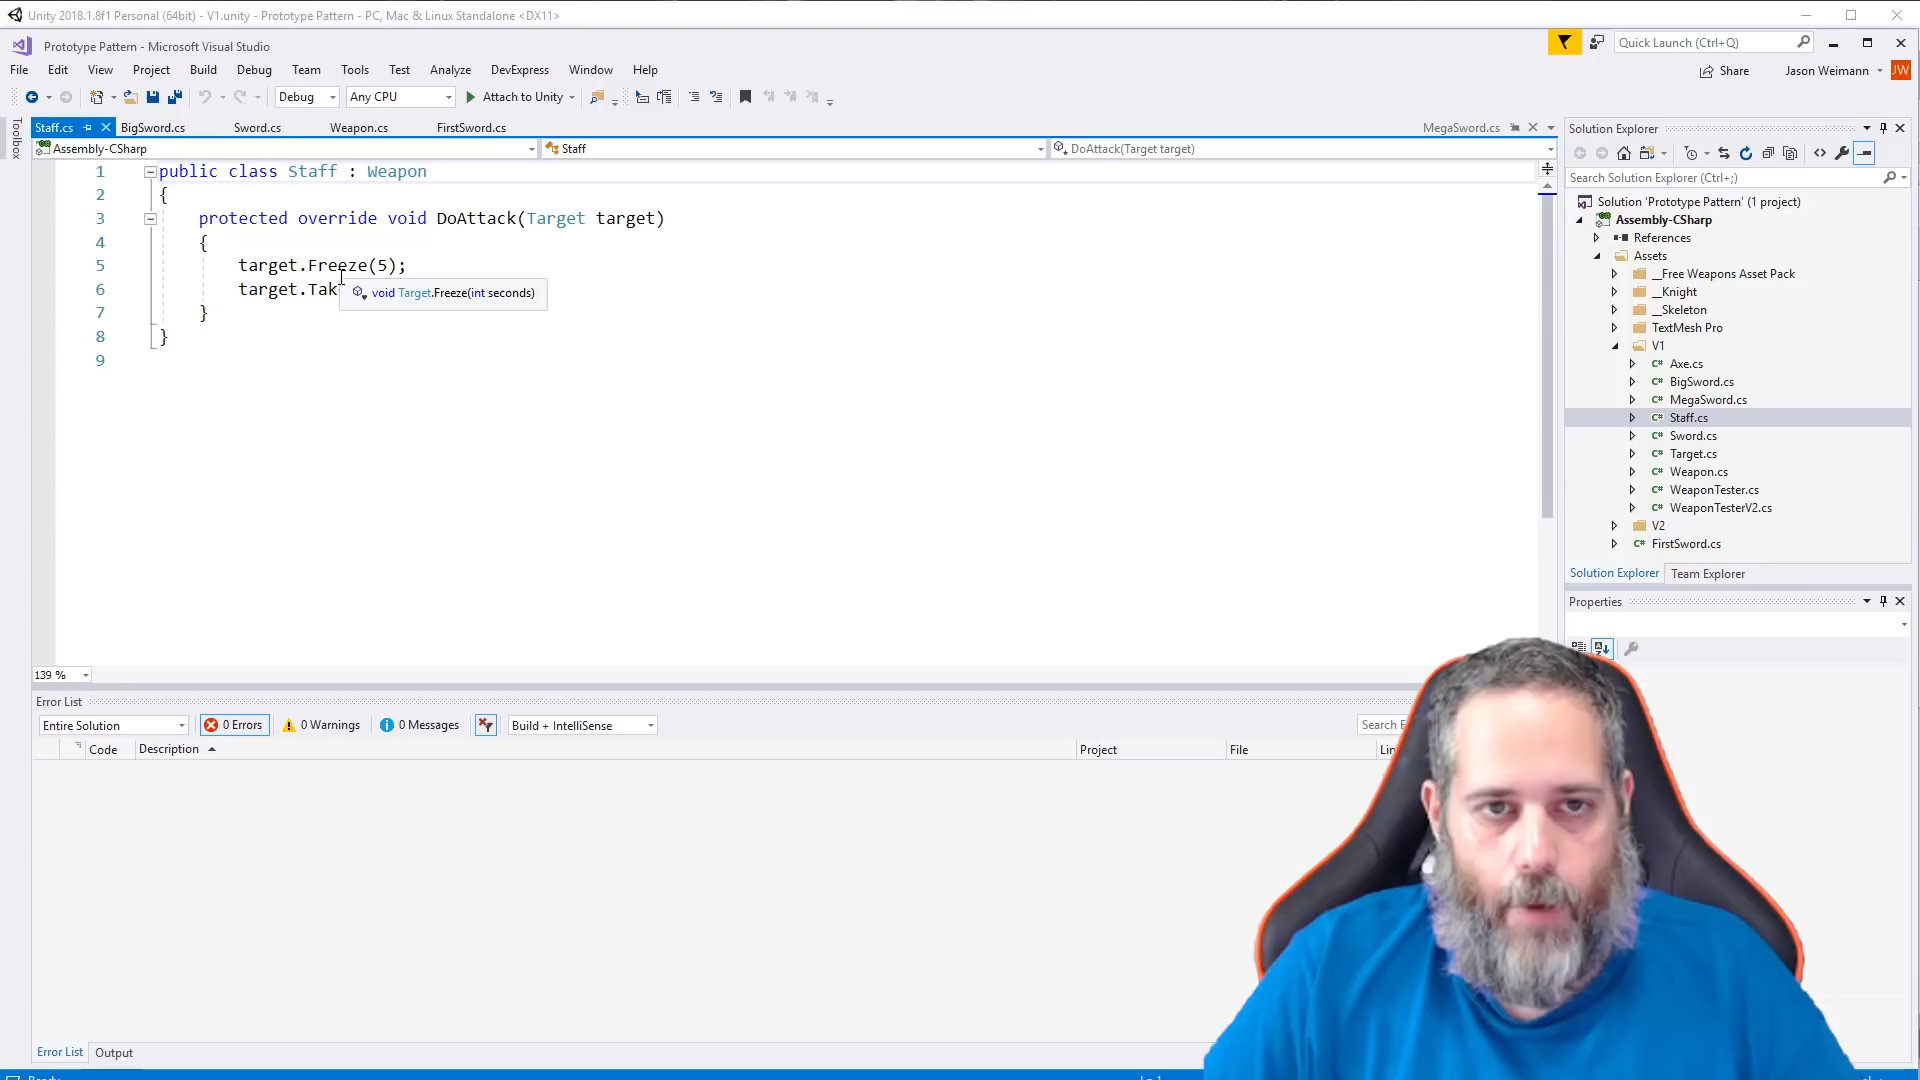 Unity 2018.1.8f1 Personal (64bit) - V1.unity - Prototype Pattern - PC, Mac & Linux Standalone <DX11>
Prototype Pattern - Microsoft Visual Studio
Quick Launch (Ctrl+Q)
File Edit View Project Build Debug Team Tools Test Analyze DevExpress Window Help
Share Jason Weimann JW
Debug Any CPU Attach to Unity
Toolbox
Staff.cs BigSword.cs Sword.cs Weapon.cs FirstSword.cs MegaSword.cs
Assembly-CSharp Staff DoAttack(Target target)
1 public class Staff : Weapon
2 {
3 protected override void DoAttack(Target target)
4 {
5 target.Freeze(5);
6 target.Tak
void Target.Freeze(int seconds)
7 }
8 }
9
139 %
Solution Explorer
Search Solution Explorer (Ctrl+;)
Solution 'Prototype Pattern' (1 project)
Assembly-CSharp
References
Assets
__Free Weapons Asset Pack
__Knight
__Skeleton
TextMesh Pro
V1
C# Axe.cs
C# BigSword.cs
C# MegaSword.cs
C# Staff.cs
C# Sword.cs
C# Target.cs
C# Weapon.cs
C# WeaponTester.cs
C# WeaponTesterV2.cs
V2
C# FirstSword.cs
Solution Explorer Team Explorer
Properties
Error List
Entire Solution 0 Errors 0 Warnings 0 Messages Build + IntelliSense Search E
Code Description Project File Lin
Error List Output